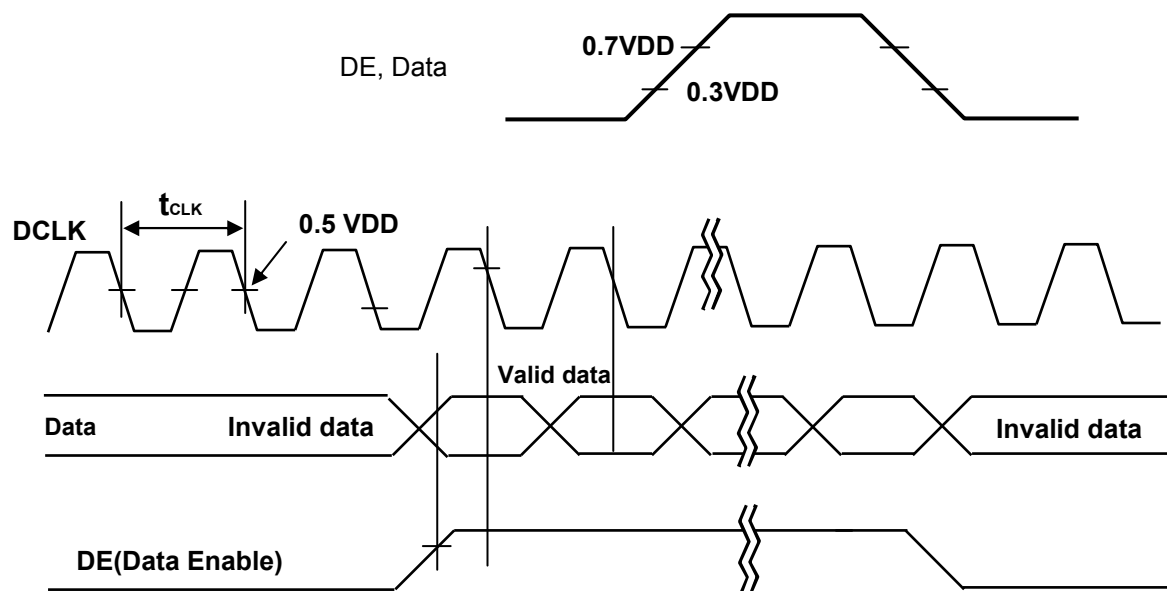 0.7VDD
DE, Data
0.3VDD
tCLK
0.5 VDD
DCLK
Valid data
Data
Invalid data
Invalid data
DE(Data Enable)